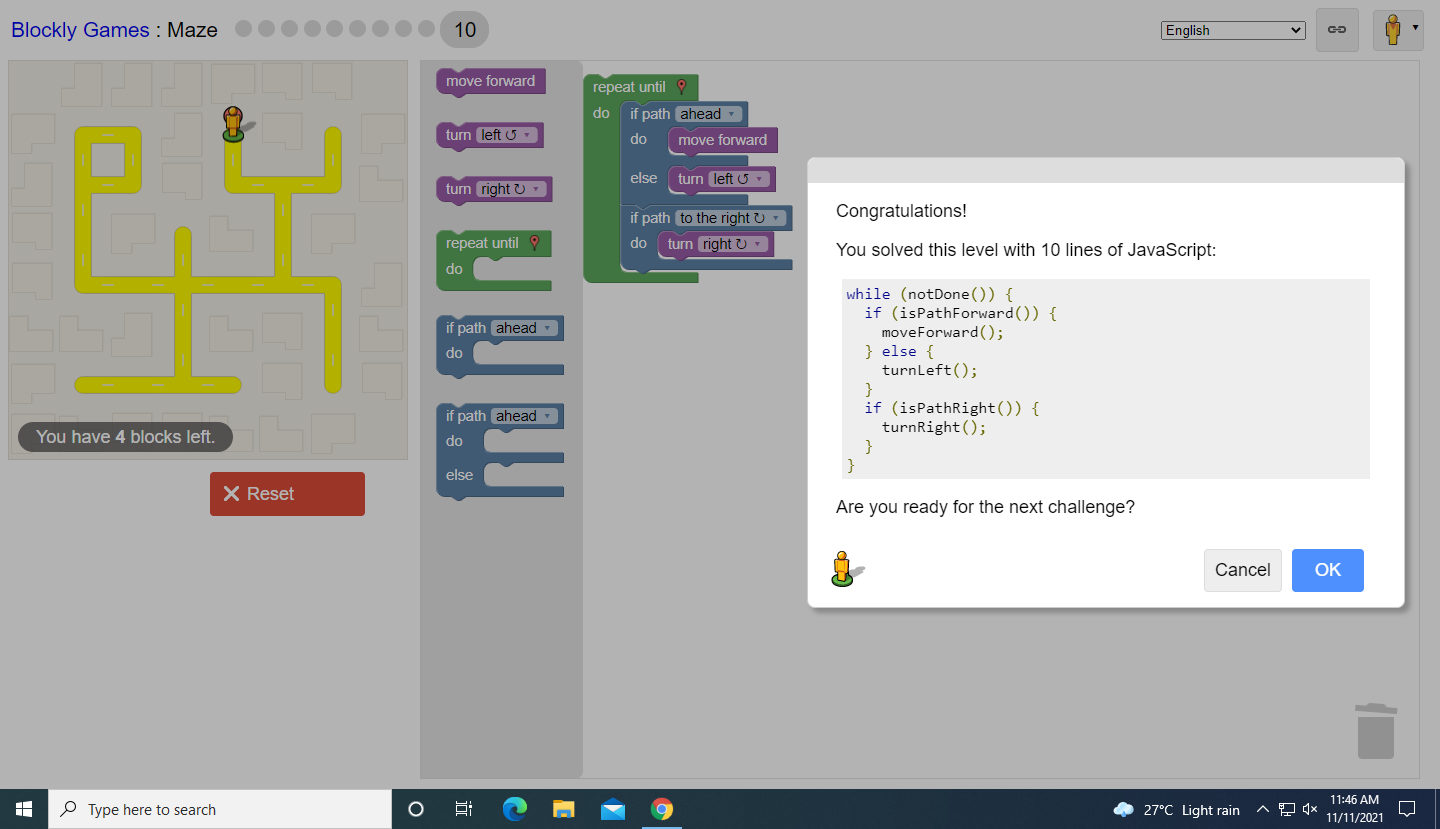 Blockly Games : Maze
10
English
You have 4 blocks left.
Reset
move forward
turn left ↺
turn right ↻
repeat until
do
if path ahead
do
if path ahead
do
else
repeat until
do if path ahead
do move forward
else turn left ↺
if path to the right ↻
do turn right ↻
Congratulations!
You solved this level with 10 lines of JavaScript:
while (notDone()) {
  if (isPathForward()) {
    moveForward();
  } else {
    turnLeft();
  }
  if (isPathRight()) {
    turnRight();
  }
}
Are you ready for the next challenge?
Cancel
OK
Type here to search
27°C Light rain
11:46 AM
11/11/2021